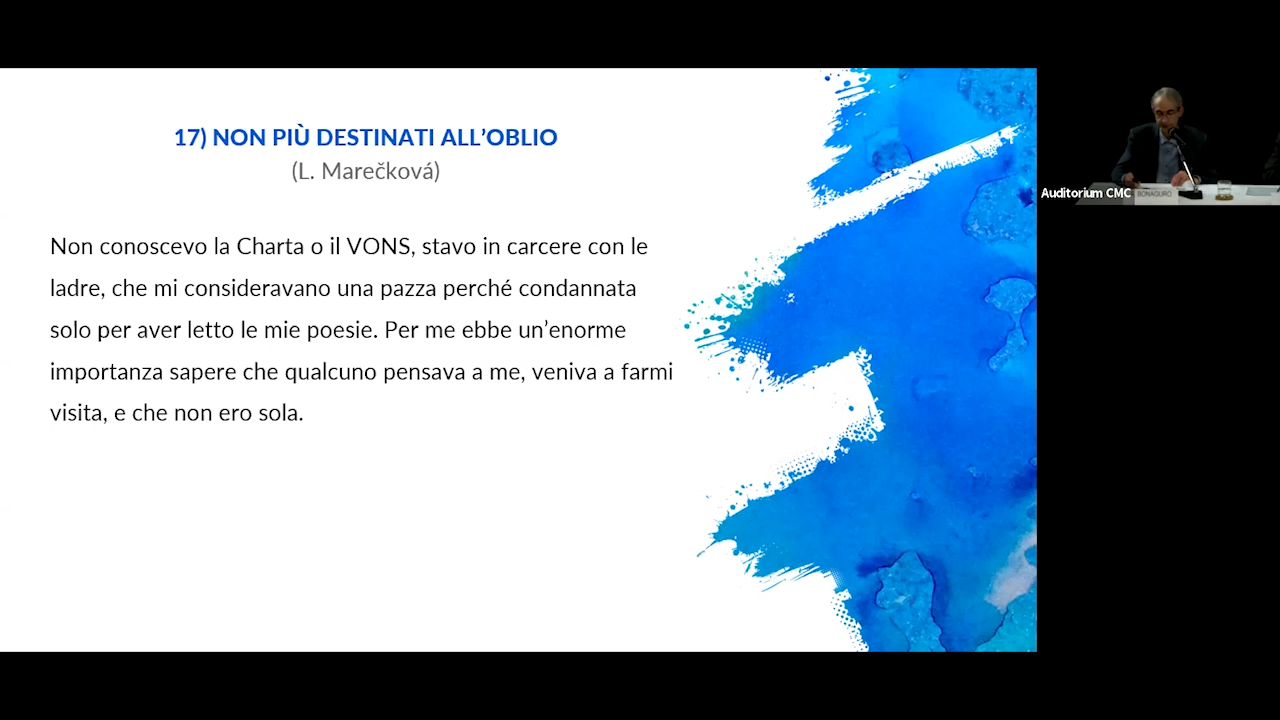 17) NON PIÙ DESTINATI ALL’OBLIO
(L. Marečková)
Non conoscevo la Charta o il VONS, stavo in carcere con le
ladre, che mi consideravano una pazza perché condannata
solo per aver letto le mie poesie. Per me ebbe un’enorme
importanza sapere che qualcuno pensava a me, veniva a farmi
visita, e che non ero sola.
Auditorium CMC
BONAGURO